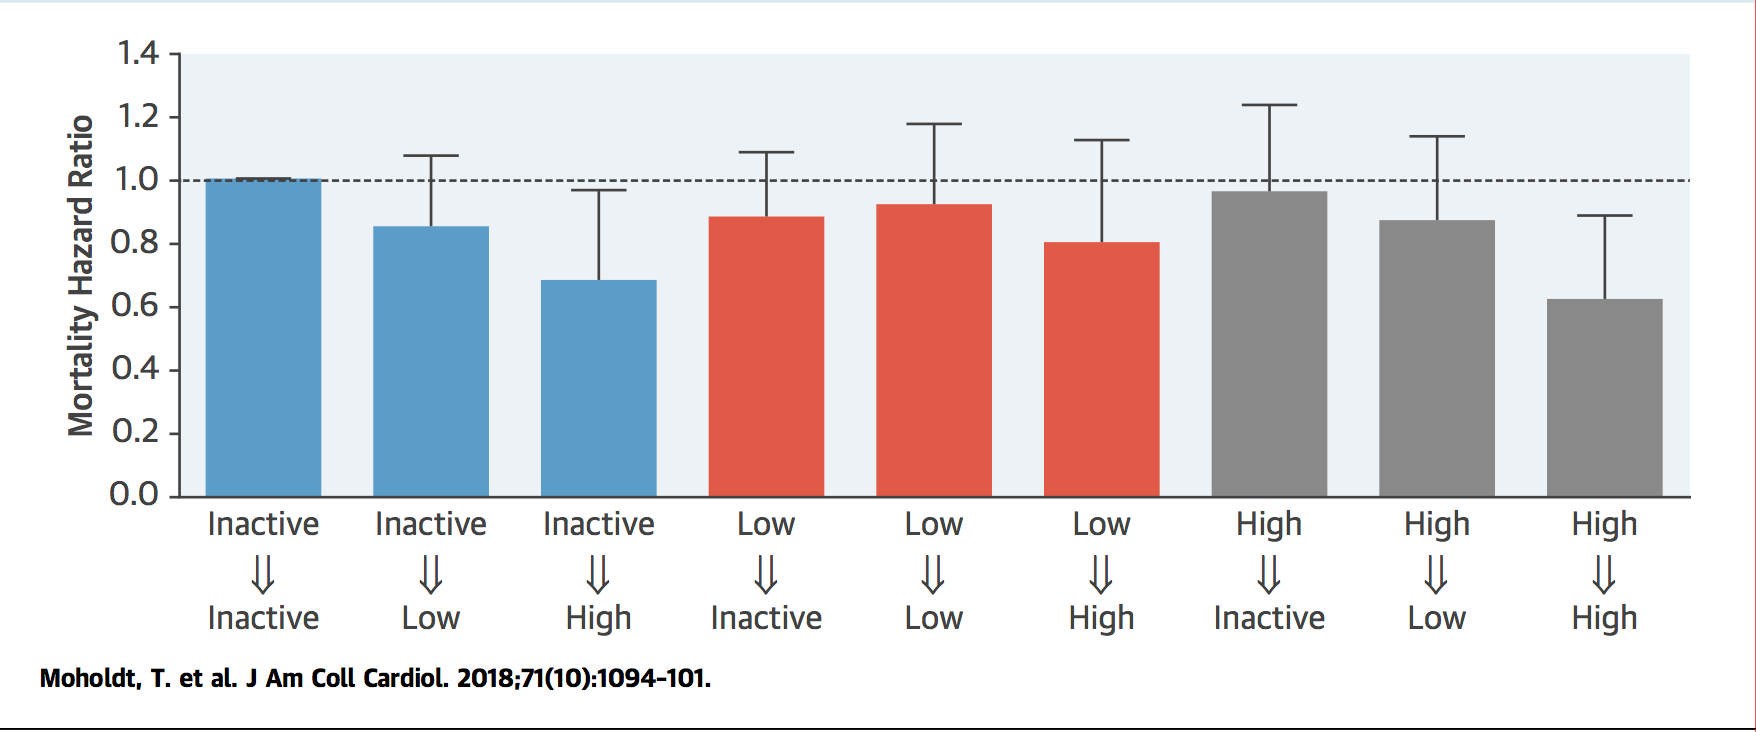 1.4
1.2
1.0
0.8
0.6
0.4
0.2
0.0
Mortality Hazard Ratio
Inactive Inactive Inactive Low Low Low High High High
⇓ ⇓ ⇓ ⇓ ⇓ ⇓ ⇓ ⇓ ⇓
Inactive Low High Inactive Low High Inactive Low High
Moholdt, T. et al. J Am Coll Cardiol. 2018;71(10):1094–101.